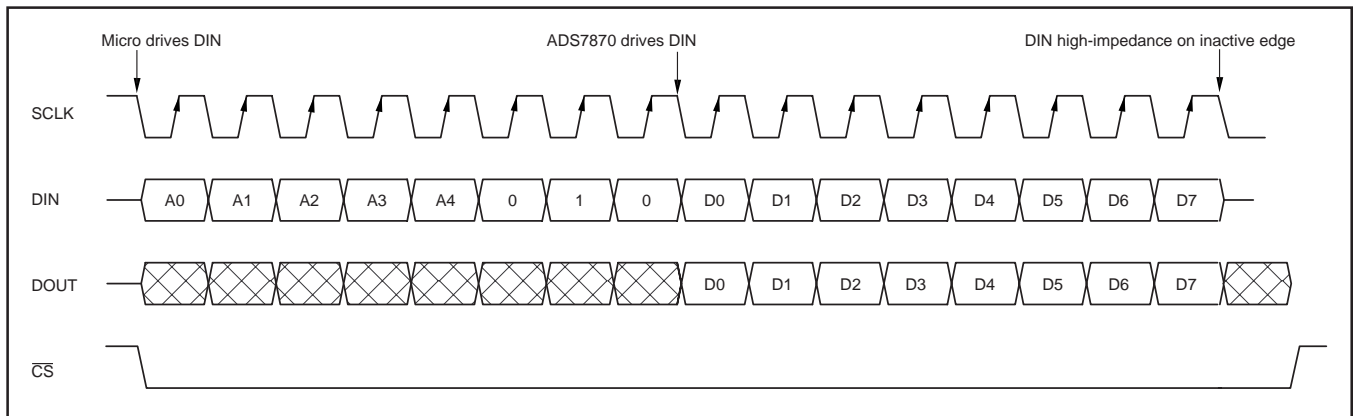 Micro drives DIN ADS7870 drives DIN DIN high-impedance on inactive edge
SCLK
DIN A0 A1 A2 A3 A4 0 1 0 D0 D1 D2 D3 D4 D5 D6 D7
DOUT D0 D1 D2 D3 D4 D5 D6 D7
C̅S̅